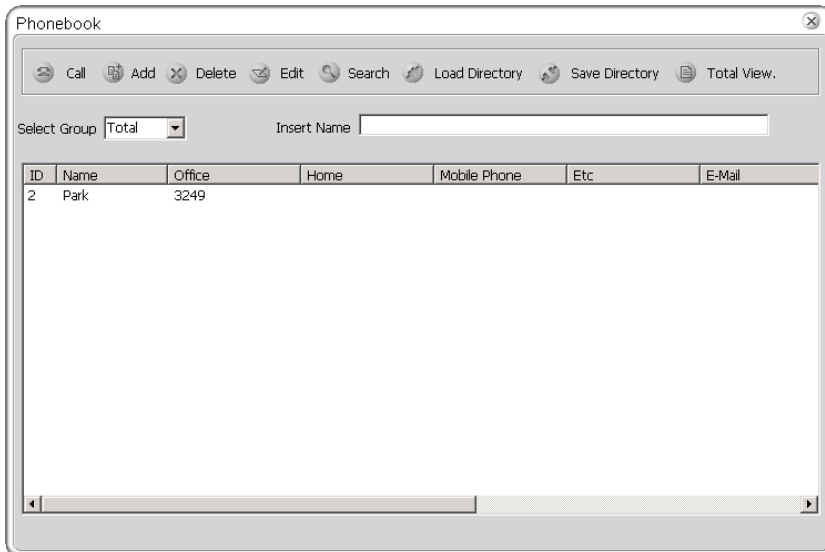 Phonebook
Call Add Delete Edit Search Load Directory Save Directory Total View.
Select Group Total Insert Name
ID Name Office Home Mobile Phone Etc E-Mail
2 Park 3249